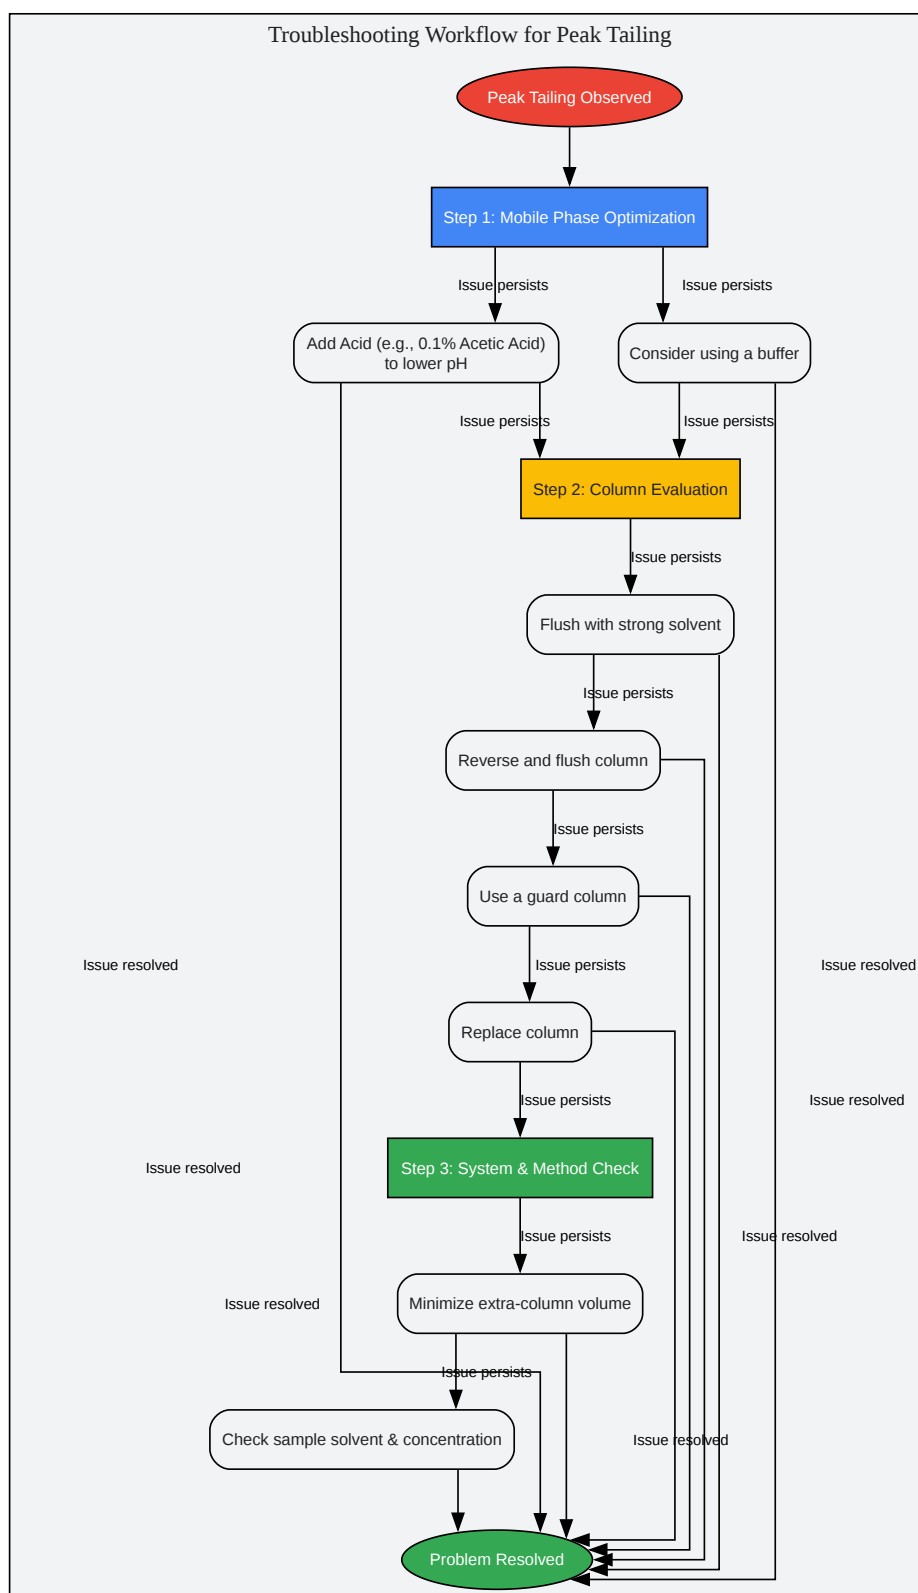 Troubleshooting Workflow for Peak Tailing
Peak Tailing Observed
Step 1: Mobile Phase Optimization
Issue persists
Issue persists
Add Acid (e.g., 0.1% Acetic Acid)
to lower pH
Consider using a buffer
Issue persists
Issue persists
Step 2: Column Evaluation
Issue persists
Flush with strong solvent
Issue persists
Reverse and flush column
Issue persists
Use a guard column
Issue resolved
Issue persists
Issue resolved
Replace column
Issue persists
Issue resolved
Issue resolved
Step 3: System & Method Check
Issue persists
Issue resolved
Issue resolved
Minimize extra-column volume
Issue persists
Check sample solvent & concentration
Issue resolved
Problem Resolved